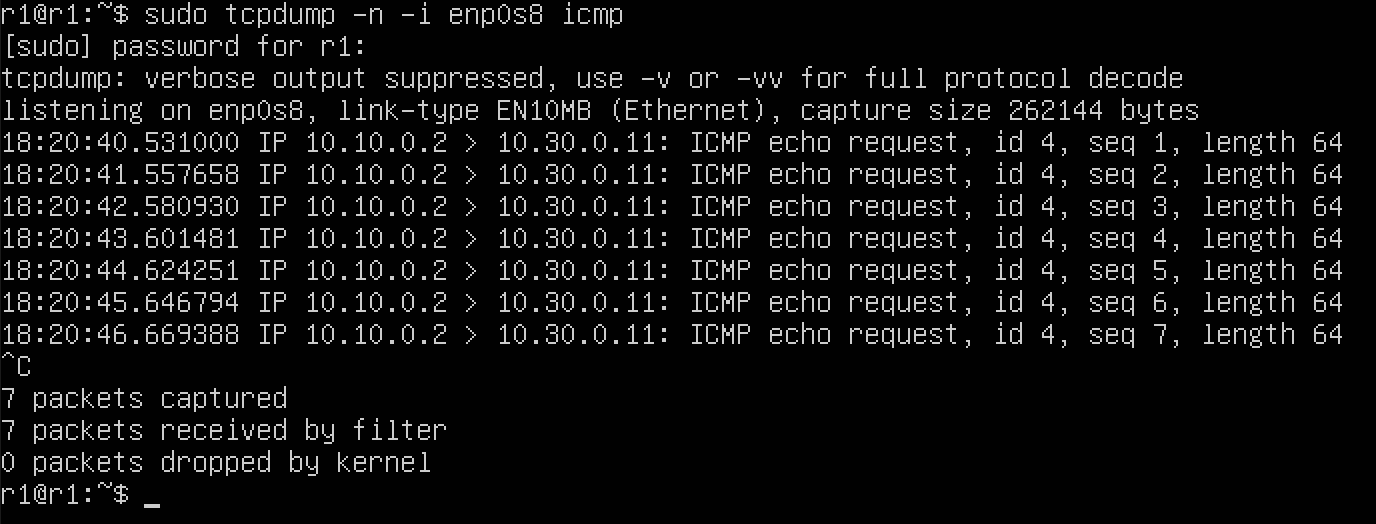 r1@r1:~$ sudo tcpdump -n -i enp0s8 icmp
[sudo] password for r1:
tcpdump: verbose output suppressed, use -v or -vv for full protocol decode
listening on enp0s8, link-type EN10MB (Ethernet), capture size 262144 bytes
18:20:40.531000 IP 10.10.0.2 > 10.30.0.11: ICMP echo request, id 4, seq 1, length 64
18:20:41.557658 IP 10.10.0.2 > 10.30.0.11: ICMP echo request, id 4, seq 2, length 64
18:20:42.580930 IP 10.10.0.2 > 10.30.0.11: ICMP echo request, id 4, seq 3, length 64
18:20:43.601481 IP 10.10.0.2 > 10.30.0.11: ICMP echo request, id 4, seq 4, length 64
18:20:44.624251 IP 10.10.0.2 > 10.30.0.11: ICMP echo request, id 4, seq 5, length 64
18:20:45.646794 IP 10.10.0.2 > 10.30.0.11: ICMP echo request, id 4, seq 6, length 64
18:20:46.669388 IP 10.10.0.2 > 10.30.0.11: ICMP echo request, id 4, seq 7, length 64
^C
7 packets captured
7 packets received by filter
0 packets dropped by kernel
r1@r1:~$ _